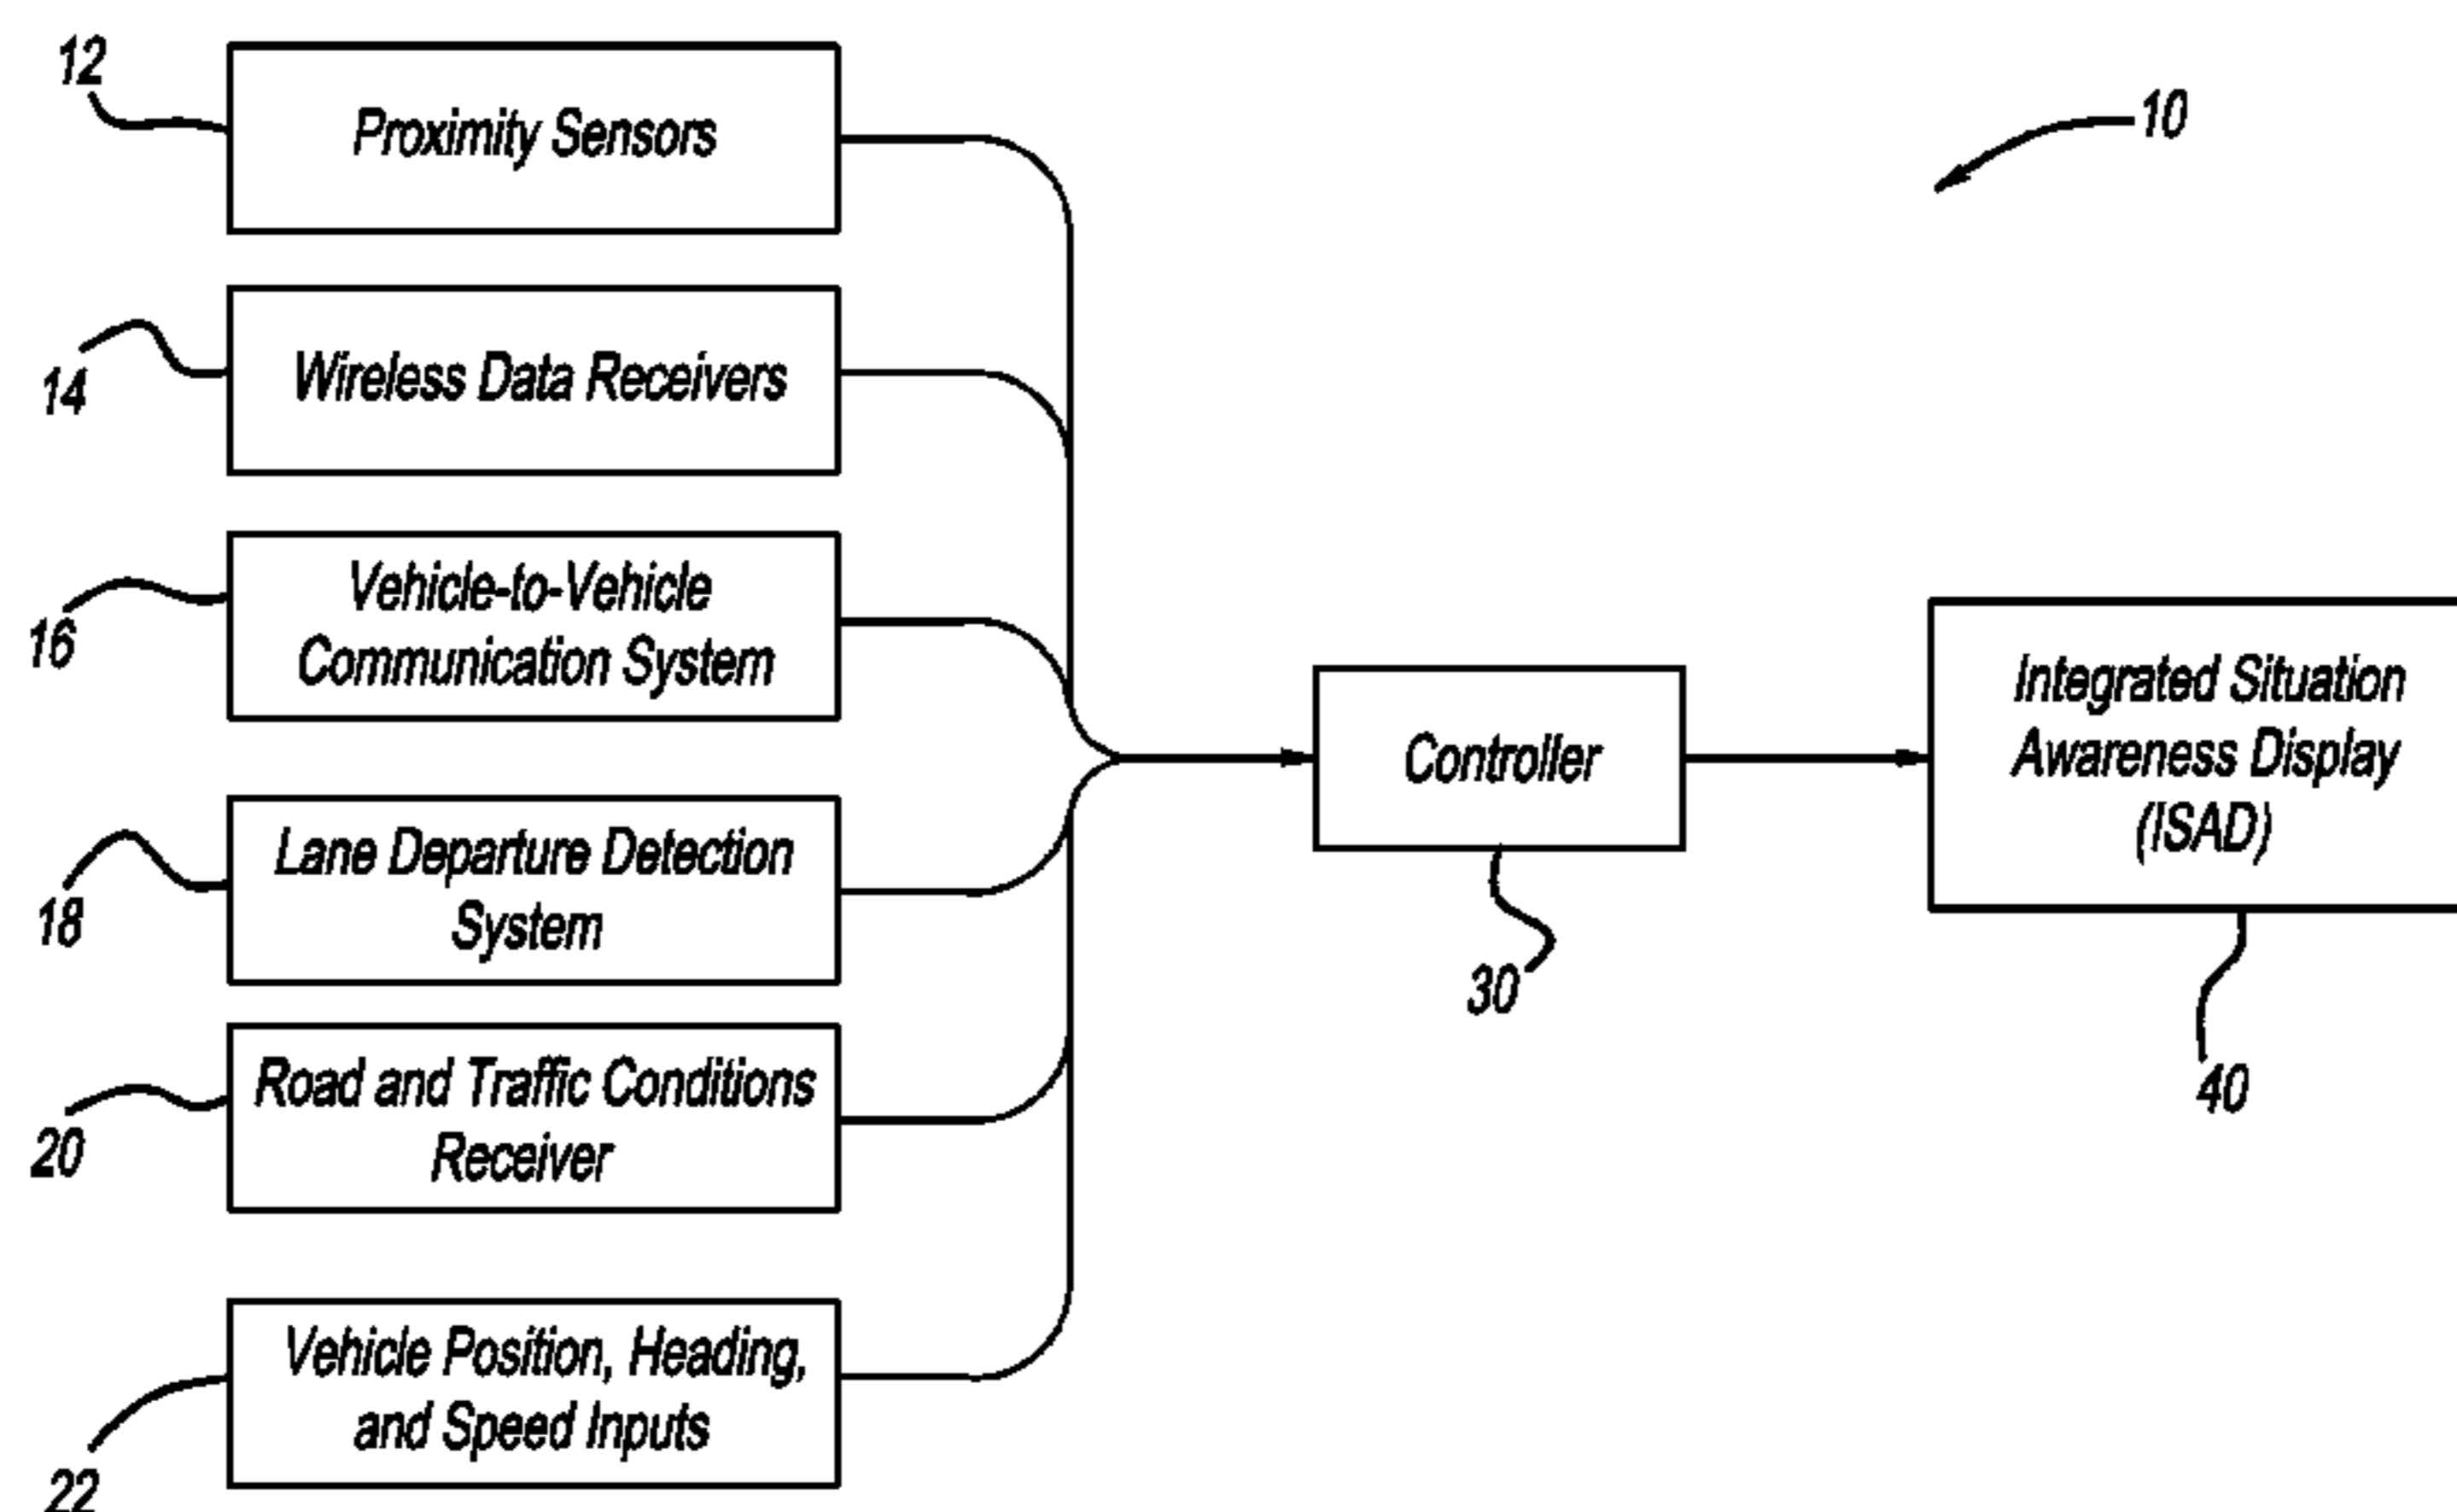 12
Proximity Sensors
10
14
Wireless Data Receivers
16
Vehicle-to-Vehicle
Communication System
18
Lane Departure Detection
System
20
Road and Traffic Conditions
Receiver
22
Vehicle Position, Heading,
and Speed Inputs
Controller
30
Integrated Situation
Awareness Display
(ISAD)
40